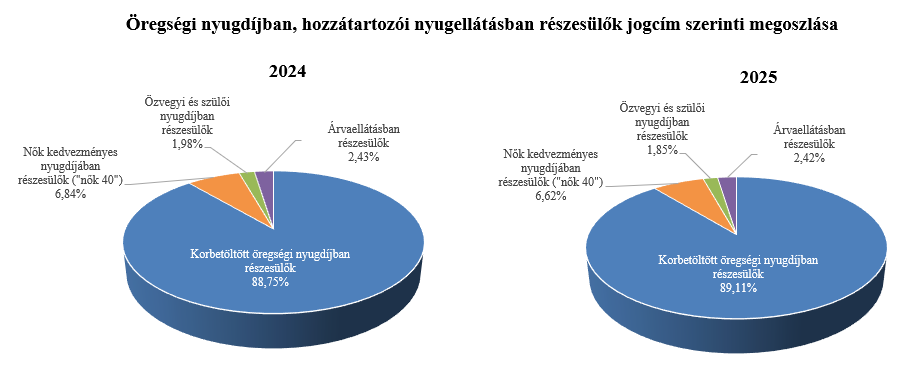 Öregségi nyugdíjban, hozzátartozói nyugellátásban részesülők jogcím szerinti megoszlása
2024
Özvegyi és szülői
nyugdíjban
részesülők
1,98%
Árvaellátásban
részesülők
2,43%
Nők kedvezményes
nyugdíjában
részesülők ("nők 40")
6,84%
Korbetöltött öregségi nyugdíjban
részesülők
88,75%
2025
Özvegyi és szülői
nyugdíjban
részesülők
1,85%
Árvaellátásban
részesülők
2,42%
Nők kedvezményes
nyugdíjában
részesülők ("nők 40")
6,62%
Korbetöltött öregségi nyugdíjban
részesülők
89,11%